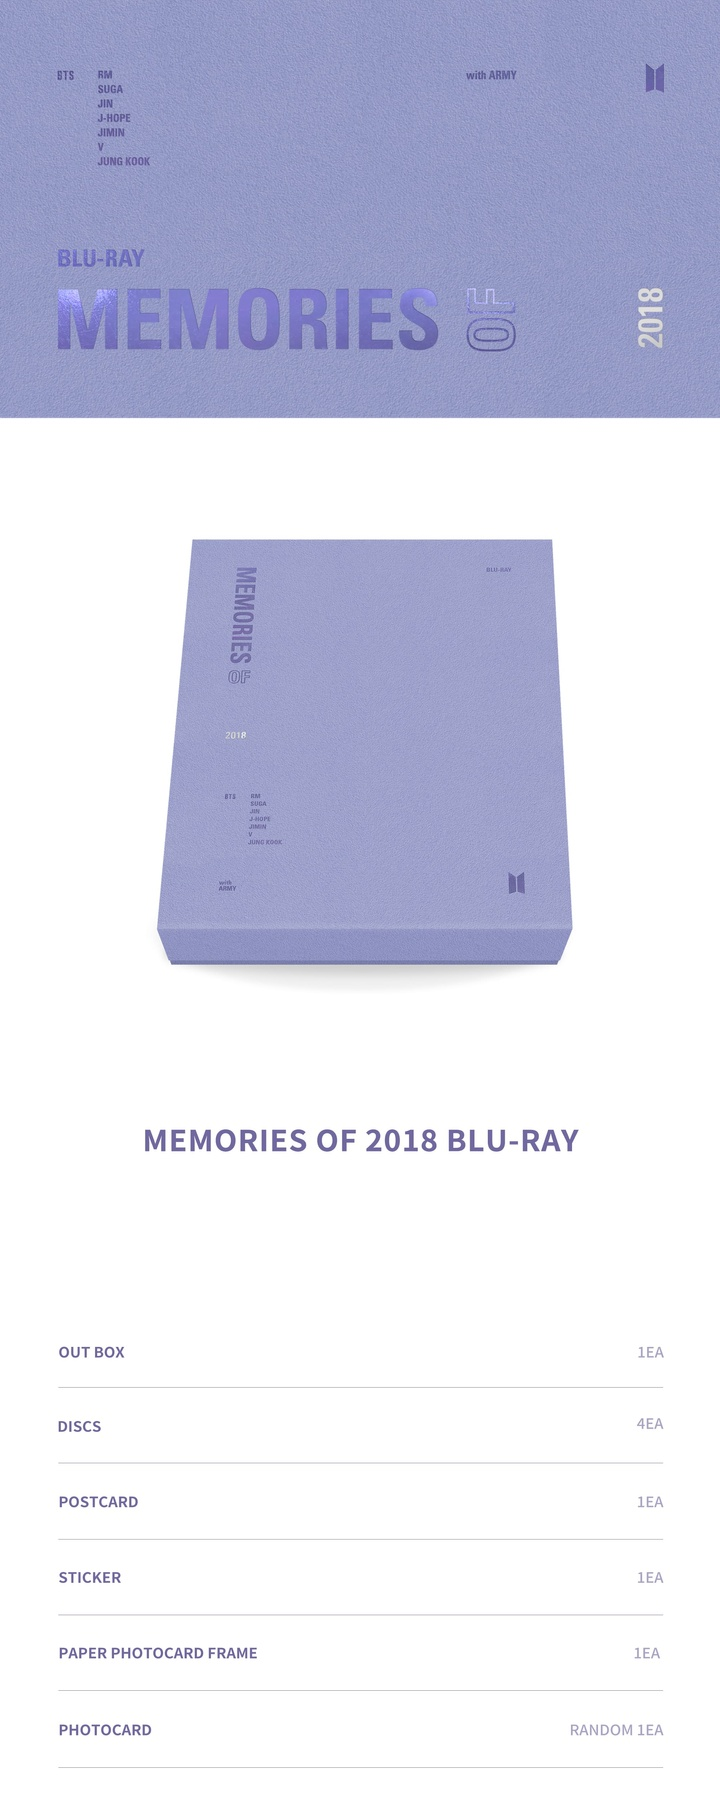 BTS RM with ARMY
SUGA
JIN
J-HOPE
JIMIN
V
JUNG KOOK
BLU-RAY
MEMORIES OF 2018
MEMORIES OF
BLU-RAY
2018
BTS RM
SUGA
JIN
J-HOPE
JIMIN
V
JUNG KOOK
with
ARMY
MEMORIES OF 2018 BLU-RAY
OUT BOX 1EA
DISCS 4EA
POSTCARD 1EA
STICKER 1EA
PAPER PHOTOCARD FRAME 1EA
PHOTOCARD RANDOM 1EA